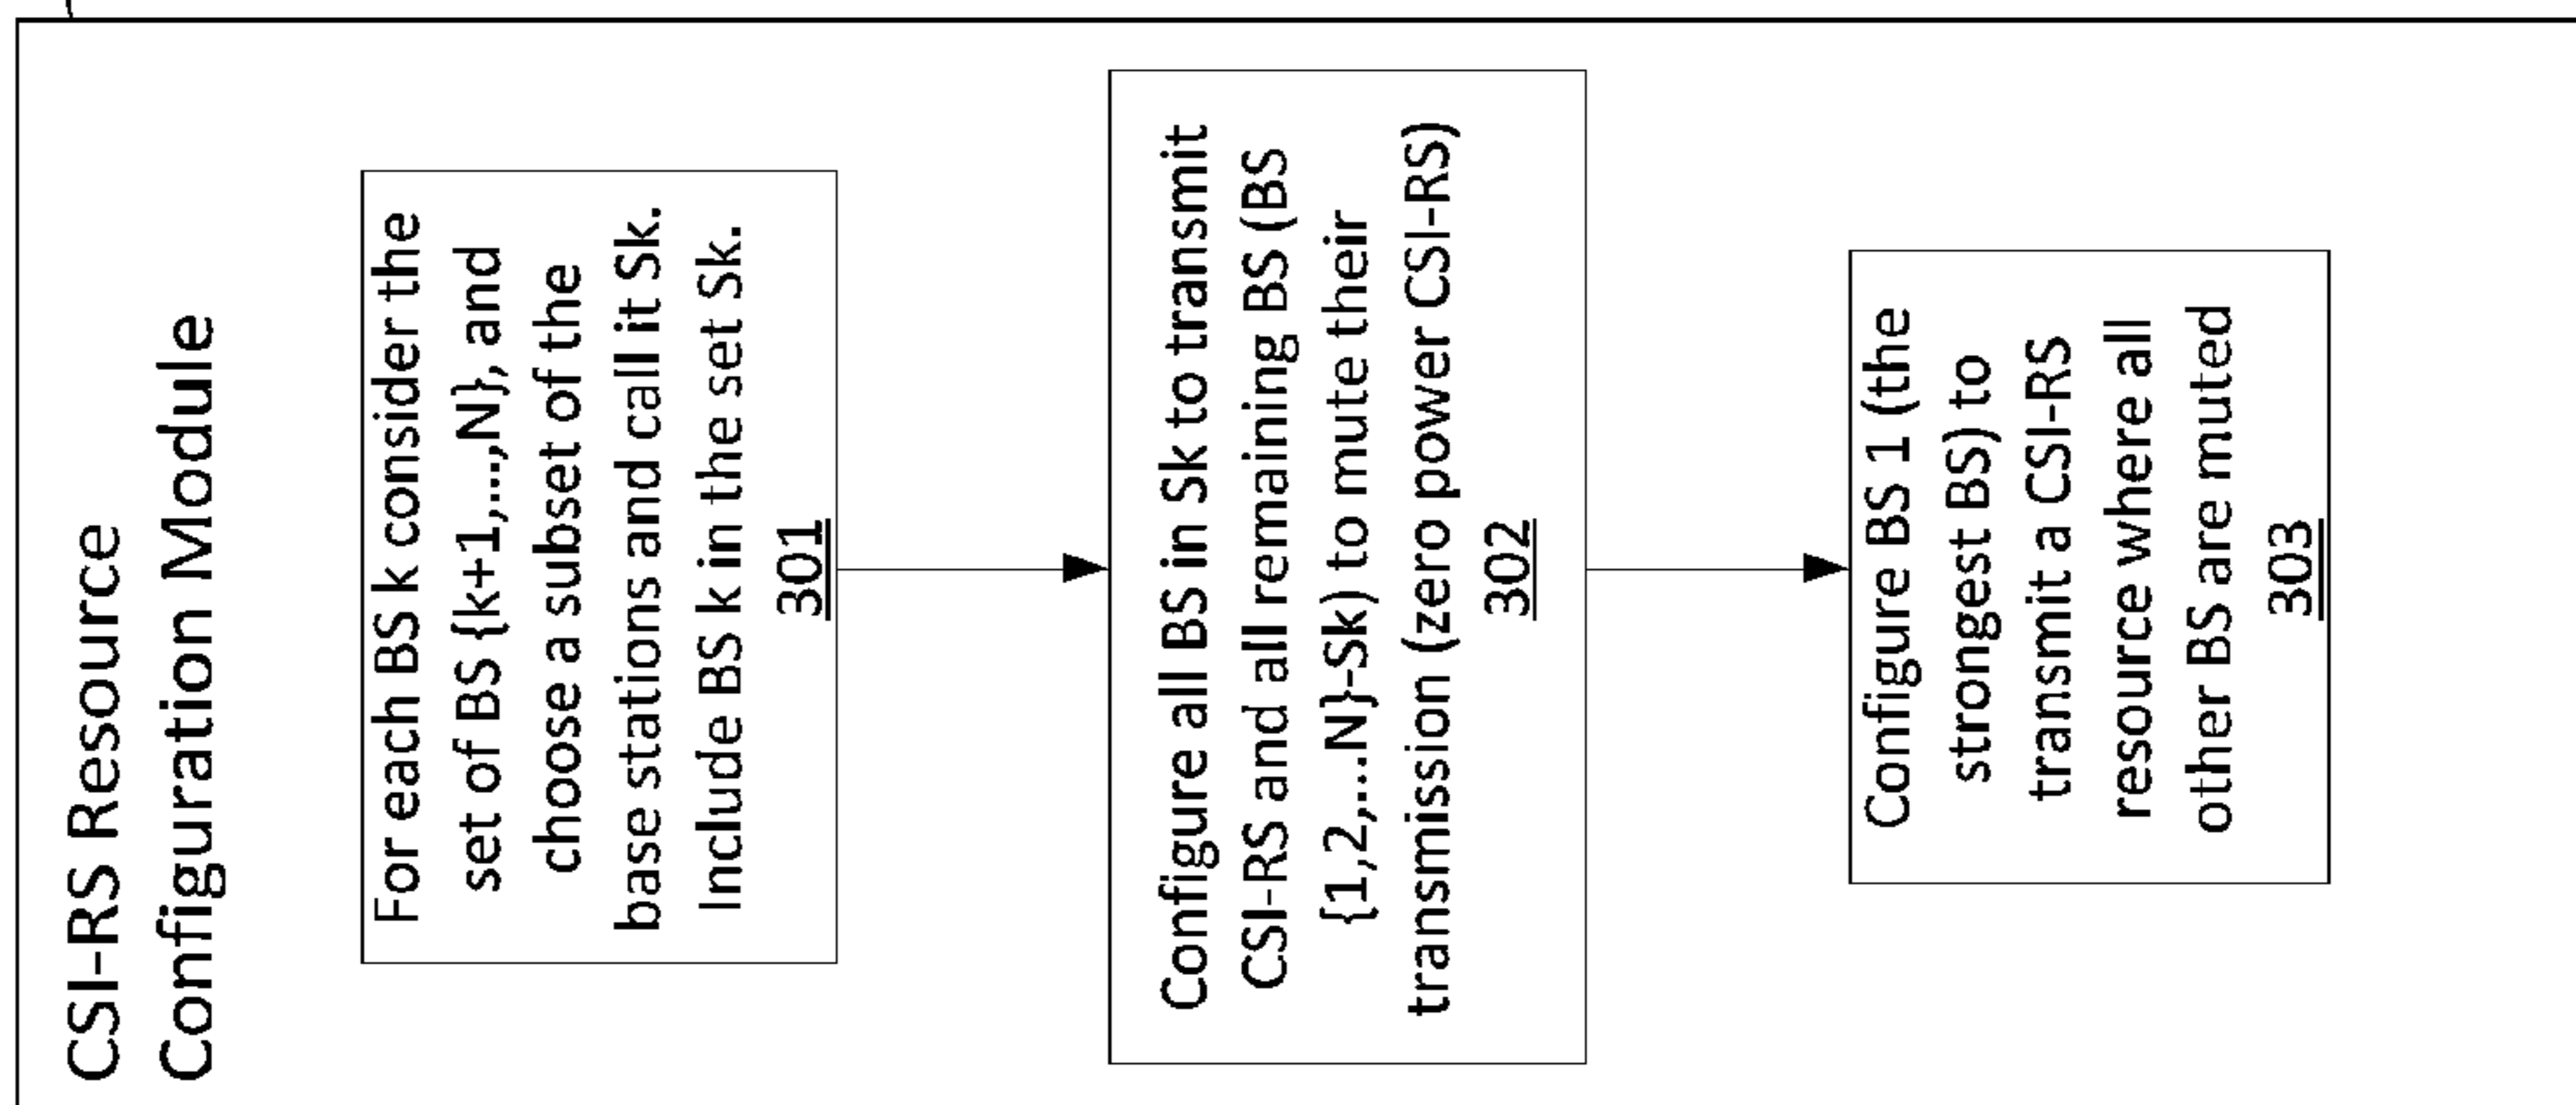 CSI-RS Resource
Configuration Module
For each BS k consider the
set of BS {k+1,...,N}, and
choose a subset of the
base stations and call it Sk.
Include BS k in the set Sk.
301
Configure all BS in Sk to transmit
CSI-RS and all remaining BS (BS
{1,2,...N}-Sk) to mute their
transmission (zero power CSI-RS)
302
Configure BS 1 (the
strongest BS) to
transmit a CSI-RS
resource where all
other BS are muted
303